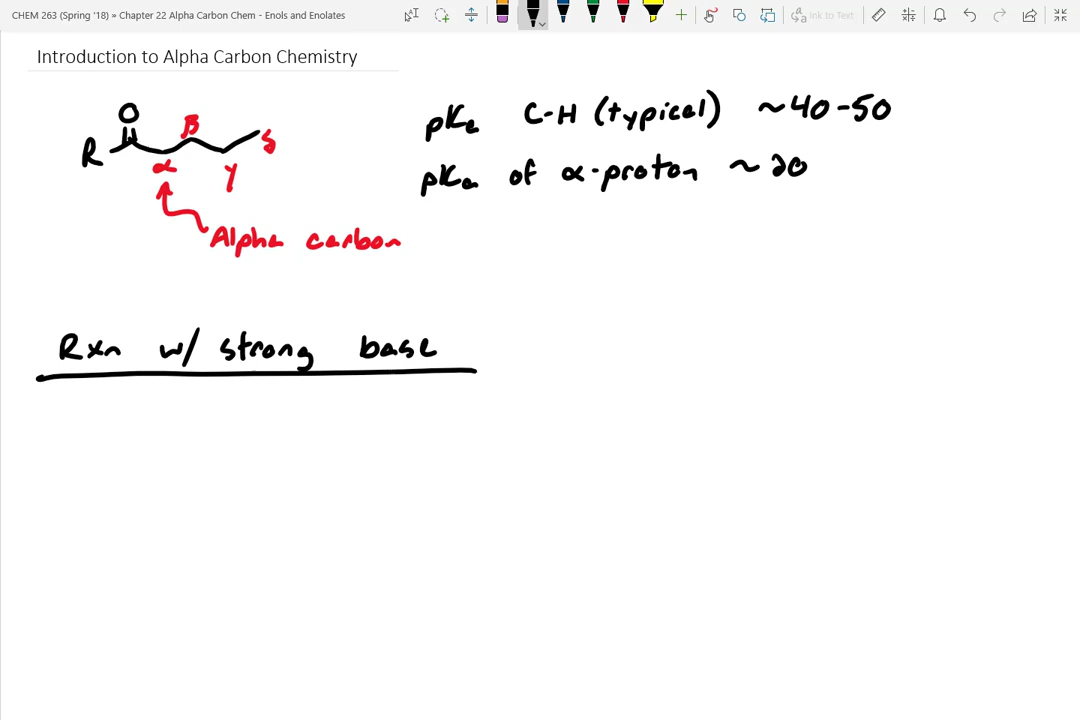 CHEM 263 (Spring '18) » Chapter 22 Alpha Carbon Chem - Enols and Enolates
Ink to Text
Introduction to Alpha Carbon Chemistry
O
R α β γ δ
Alpha carbon
pKa C-H (typical) ~40-50
pKa of α-proton ~20
Rxn w/ strong base